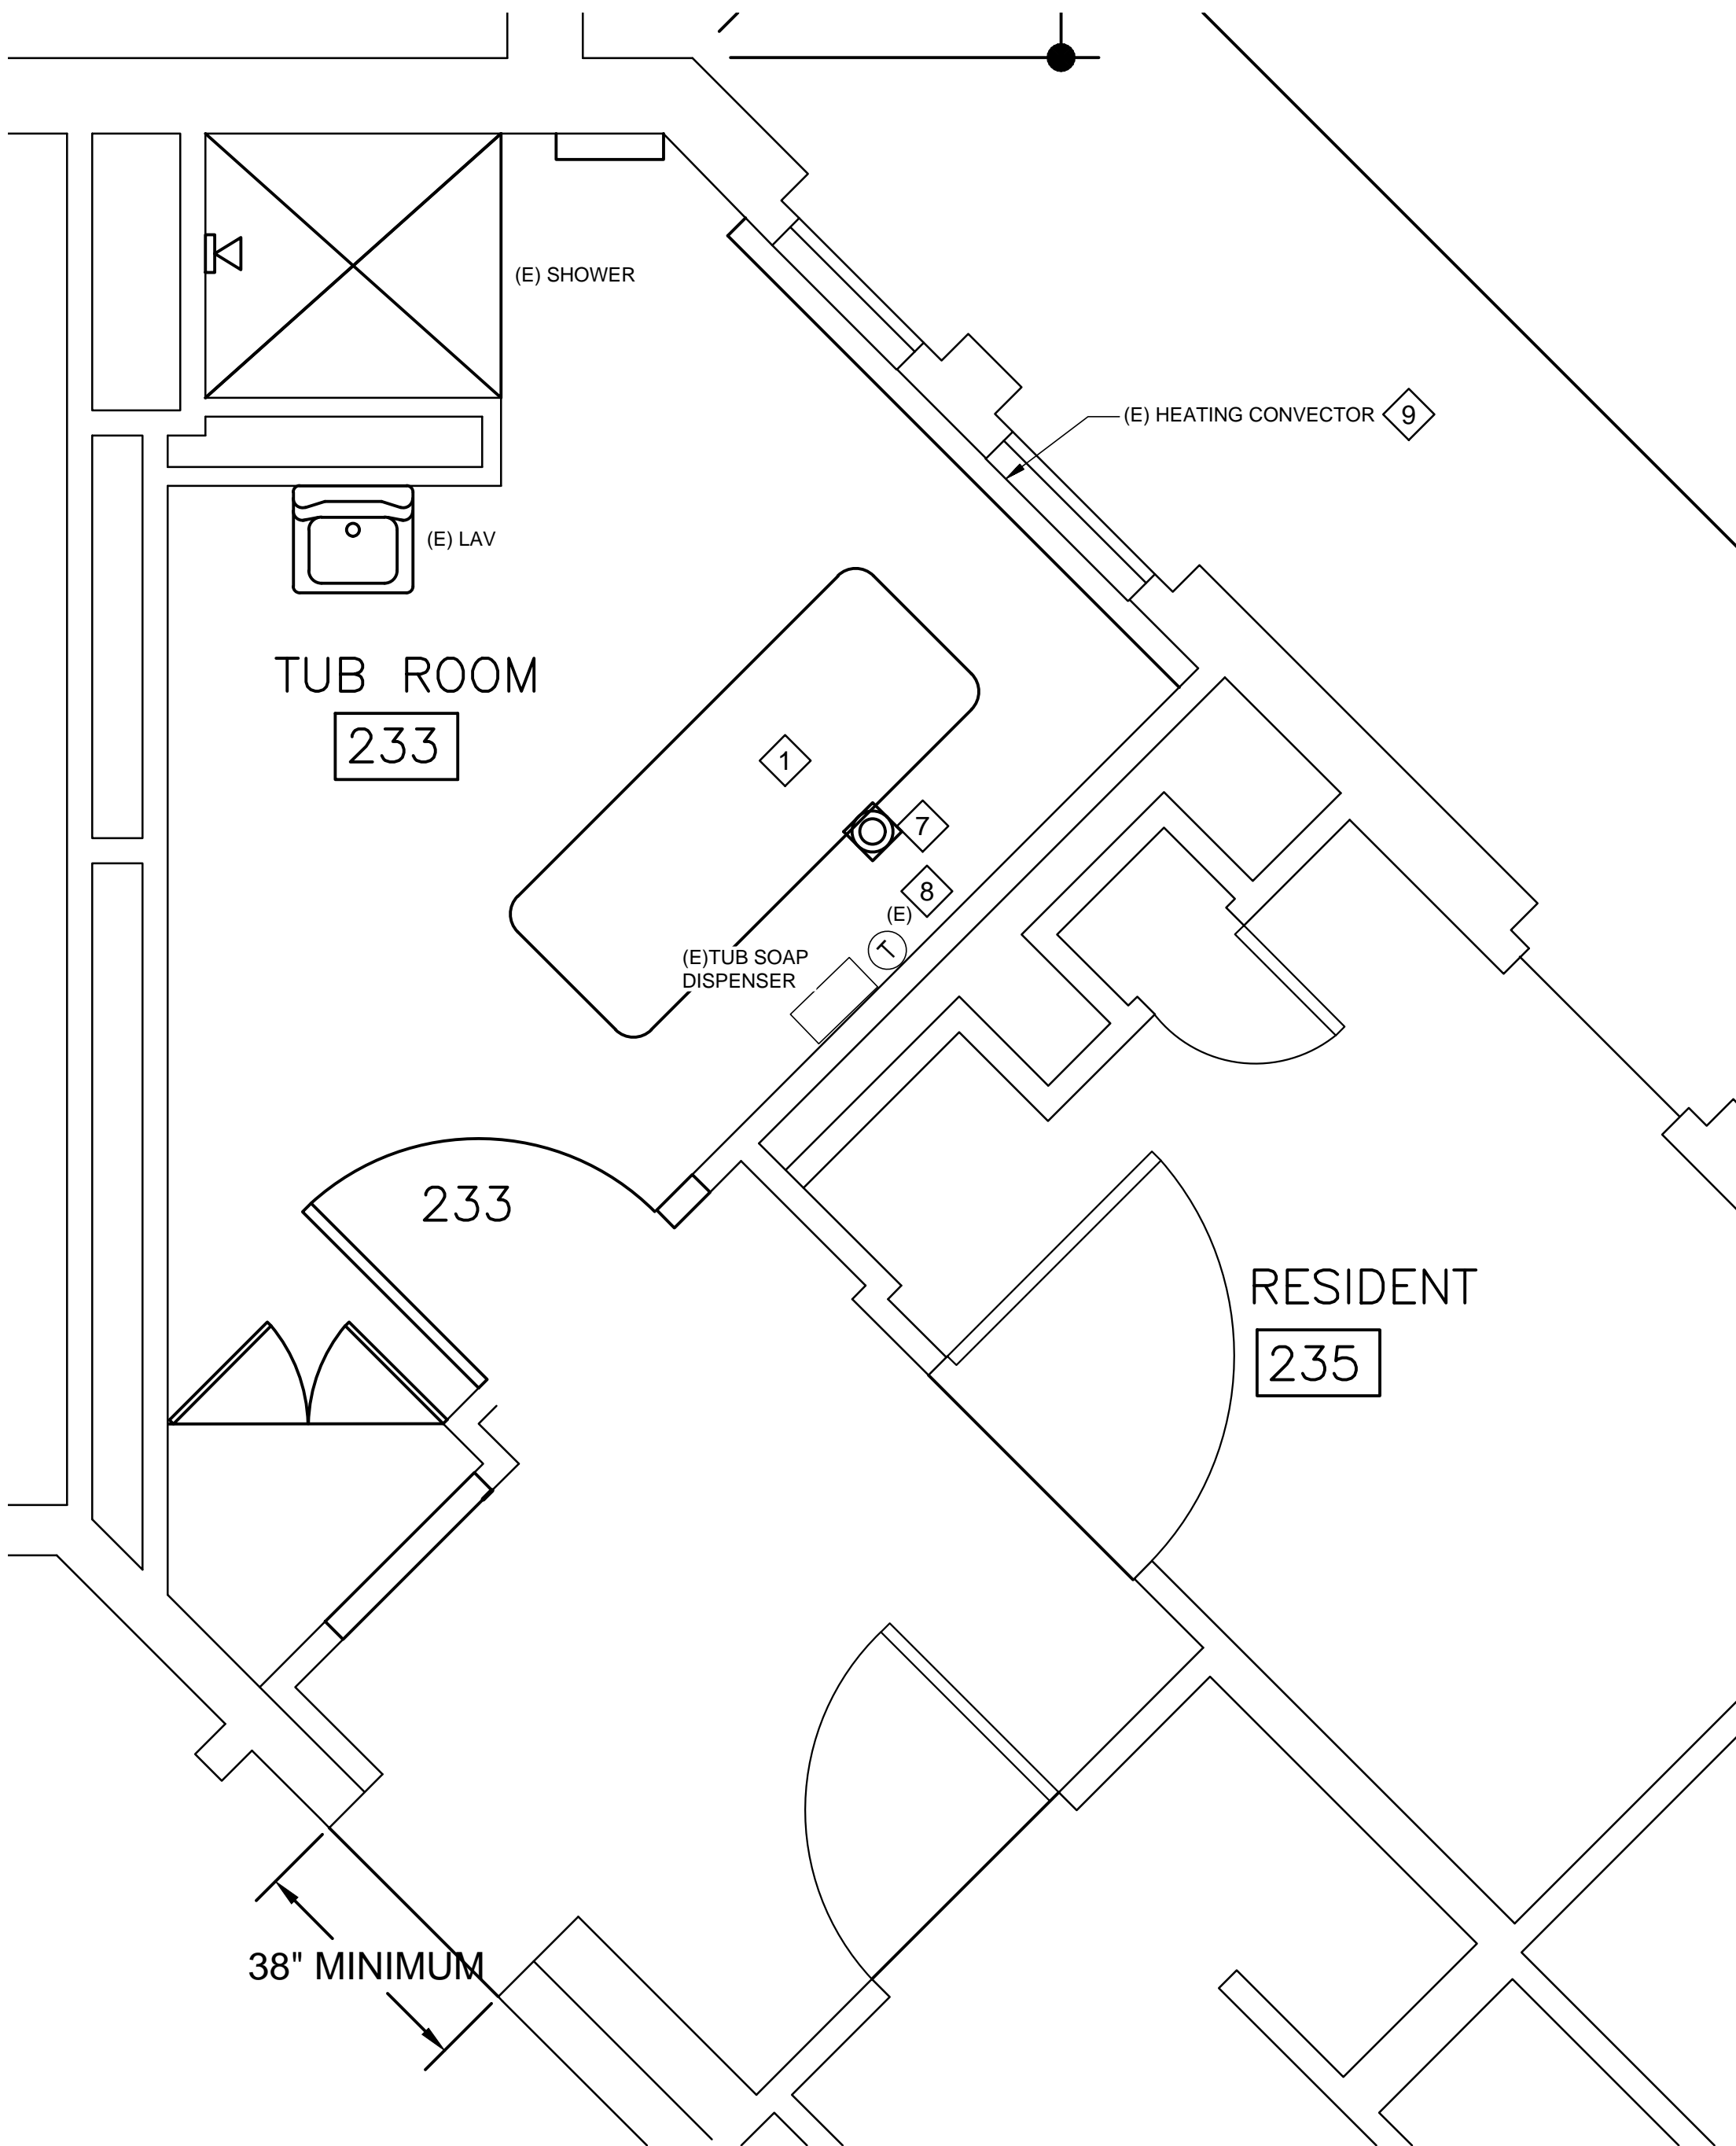 (E) SHOWER
(E) HEATING CONVECTOR 9
(E) LAV
TUB ROOM
233
1
7
8
(E)
T
(E)TUB SOAP
DISPENSER
233
RESIDENT
235
38" MINIMUM